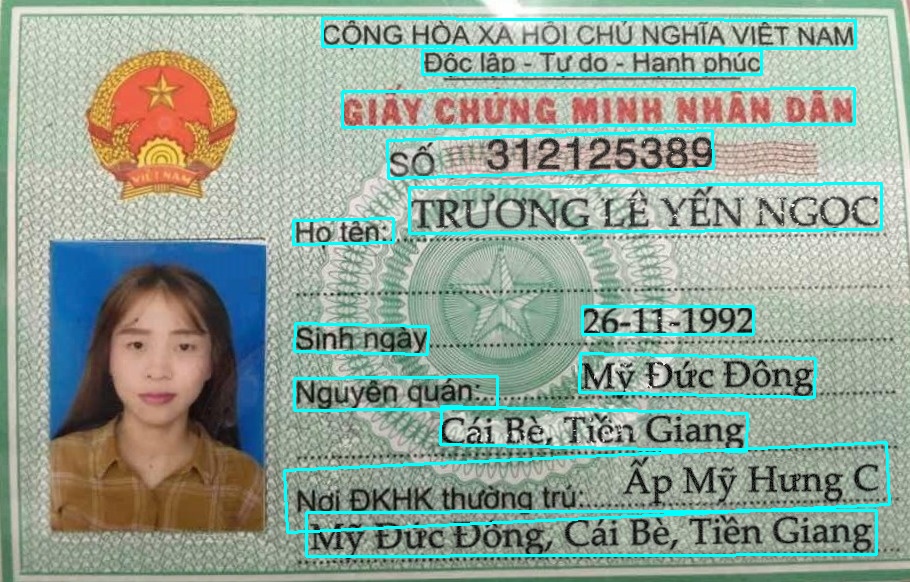 CỘNG HÒA XÃ HỘI CHỦ NGHĨA VIỆT NAM
Độc lập - Tự do - Hạnh phúc
GIẤY CHỨNG MINH NHÂN DÂN
SỐ 312125389
Họ tên: TRƯƠNG LÊ YẾN NGỌC
Sinh ngày 26-11-1992
Nguyên quán: Mỹ Đức Đông
Cái Bè, Tiền Giang
Nơi ĐKHK thường trú: Ấp Mỹ Hưng C
Mỹ Đức Đông, Cái Bè, Tiền Giang
VIỆT NAM